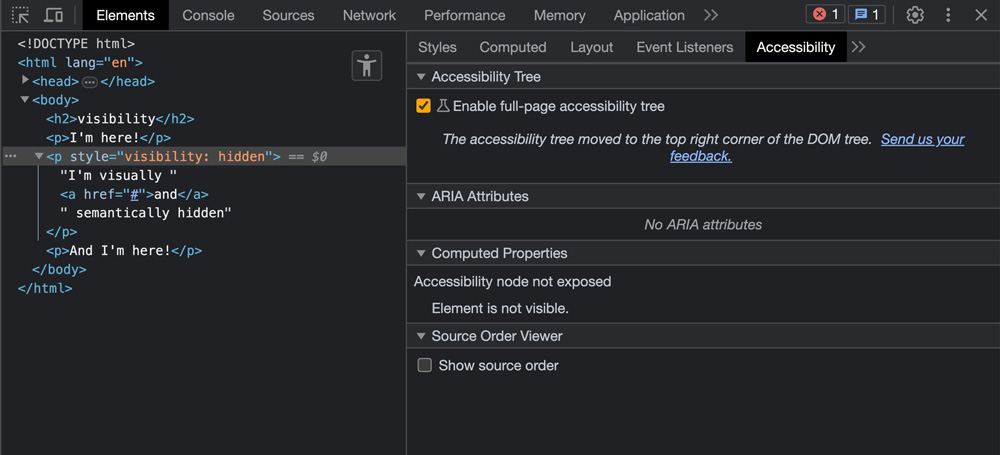 Elements Console Sources Network Performance Memory Application 1 1
<!DOCTYPE html>
<html lang="en">
<head> … </head>
<body>
<h2>visibility</h2>
<p>I'm here!</p>
<p style="visibility: hidden"> == $0
"I'm visually "
<a href="#">and</a>
" semantically hidden"
</p>
<p>And I'm here!</p>
</body>
</html>
Styles Computed Layout Event Listeners Accessibility
Accessibility Tree
Enable full-page accessibility tree
The accessibility tree moved to the top right corner of the DOM tree. Send us your
feedback.
ARIA Attributes
No ARIA attributes
Computed Properties
Accessibility node not exposed
Element is not visible.
Source Order Viewer
Show source order